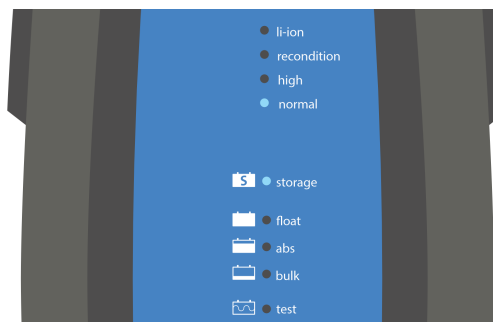 li-ion
recondition
high
normal
S storage
float
abs
bulk
test